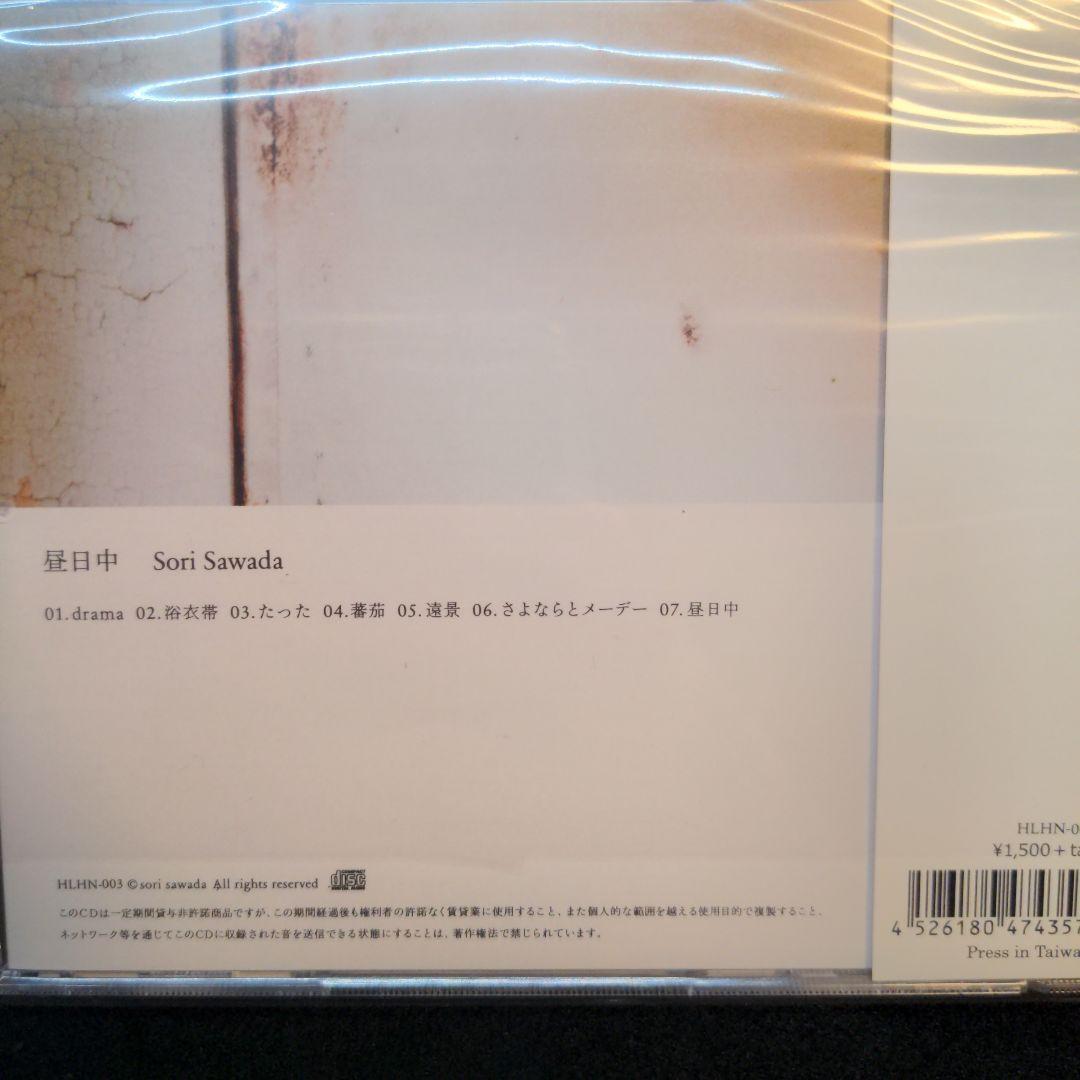 昼日中 Sori Sawada
01.drama 02.浴衣帯 03.たった 04.蕃茄 05.遠景 06.さよならとメーデー 07.昼日中
HLHN-003 ©sori sawada All rights reserved COMPACT disc DIGITAL AUDIO
このCDは一定期間貸与非許諾商品ですが、この期間経過後も権利者の許諾なく賃貸業に使用すること、また個人的な範囲を越える使用目的で複製すること、
ネットワーク等を通じてこのCDに収録された音を送信できる状態にすることは、著作権法で禁じられています。
HLHN-0
¥1,500+ta
4 526180 474357
Press in Taiwa